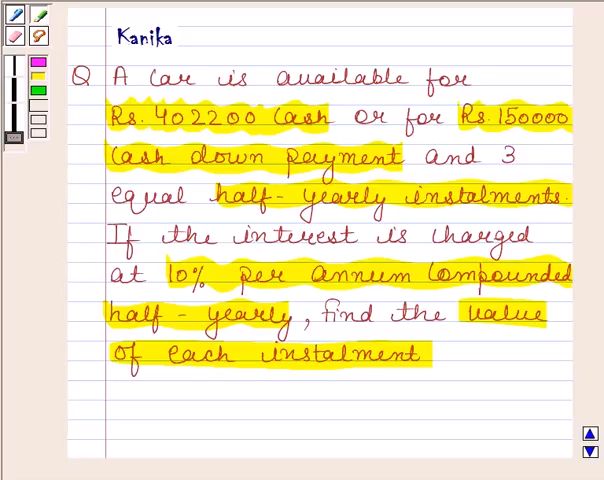 Kanika
Q A car is available for
Rs. 402200 Cash or for Rs. 150000
Cash down payment and 3
equal half-yearly instalments.
If the interest is charged
at 10% per annum Compounded
half-yearly, find the value
of each instalment